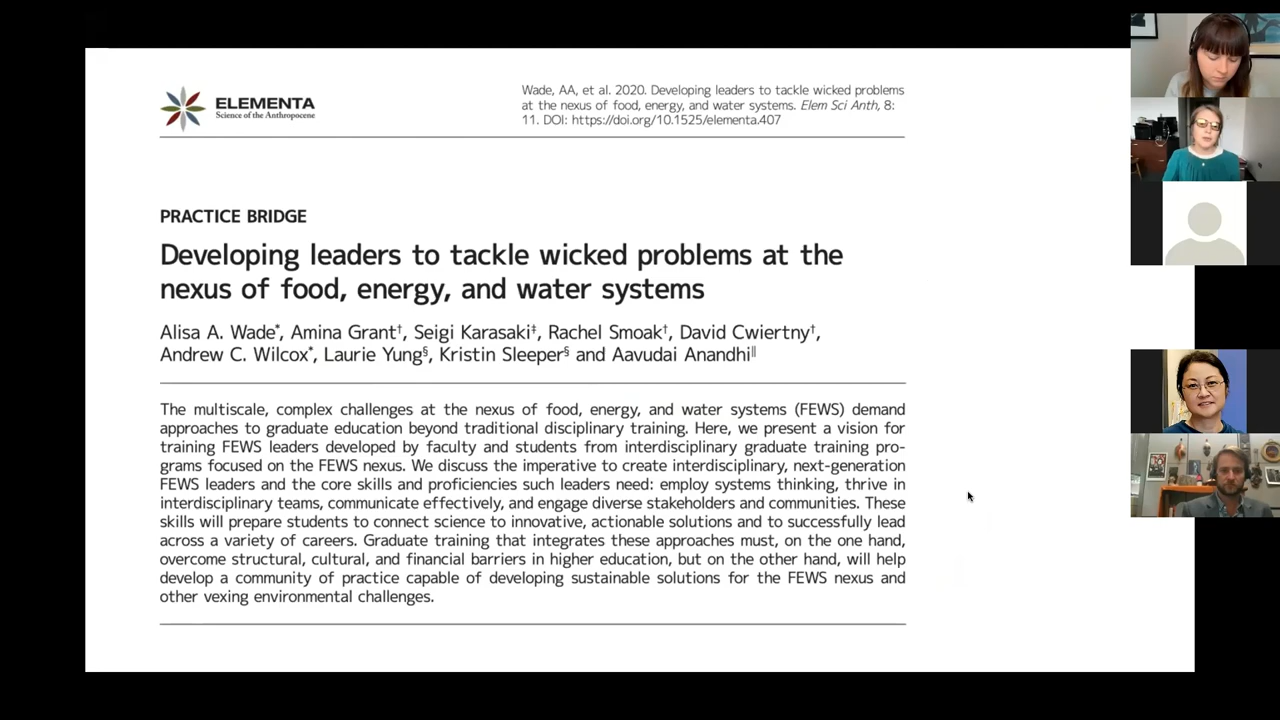 ELEMENTA
Science of the Anthropocene
Wade, AA, et al. 2020. Developing leaders to tackle wicked problems
at the nexus of food, energy, and water systems. Elem Sci Anth, 8:
11. DOI: https://doi.org/10.1525/elementa.407
PRACTICE BRIDGE
Developing leaders to tackle wicked problems at the
nexus of food, energy, and water systems
Alisa A. Wade*, Amina Grant†, Seigi Karasaki‡, Rachel Smoak†, David Cwiertny†,
Andrew C. Wilcox*, Laurie Yung§, Kristin Sleeper§ and Aavudai Anandhi‖
The multiscale, complex challenges at the nexus of food, energy, and water systems (FEWS) demand
approaches to graduate education beyond traditional disciplinary training. Here, we present a vision for
training FEWS leaders developed by faculty and students from interdisciplinary graduate training pro-
grams focused on the FEWS nexus. We discuss the imperative to create interdisciplinary, next-generation
FEWS leaders and the core skills and proficiencies such leaders need: employ systems thinking, thrive in
interdisciplinary teams, communicate effectively, and engage diverse stakeholders and communities. These
skills will prepare students to connect science to innovative, actionable solutions and to successfully lead
across a variety of careers. Graduate training that integrates these approaches must, on the one hand,
overcome structural, cultural, and financial barriers in higher education, but on the other hand, will help
develop a community of practice capable of developing sustainable solutions for the FEWS nexus and
other vexing environmental challenges.